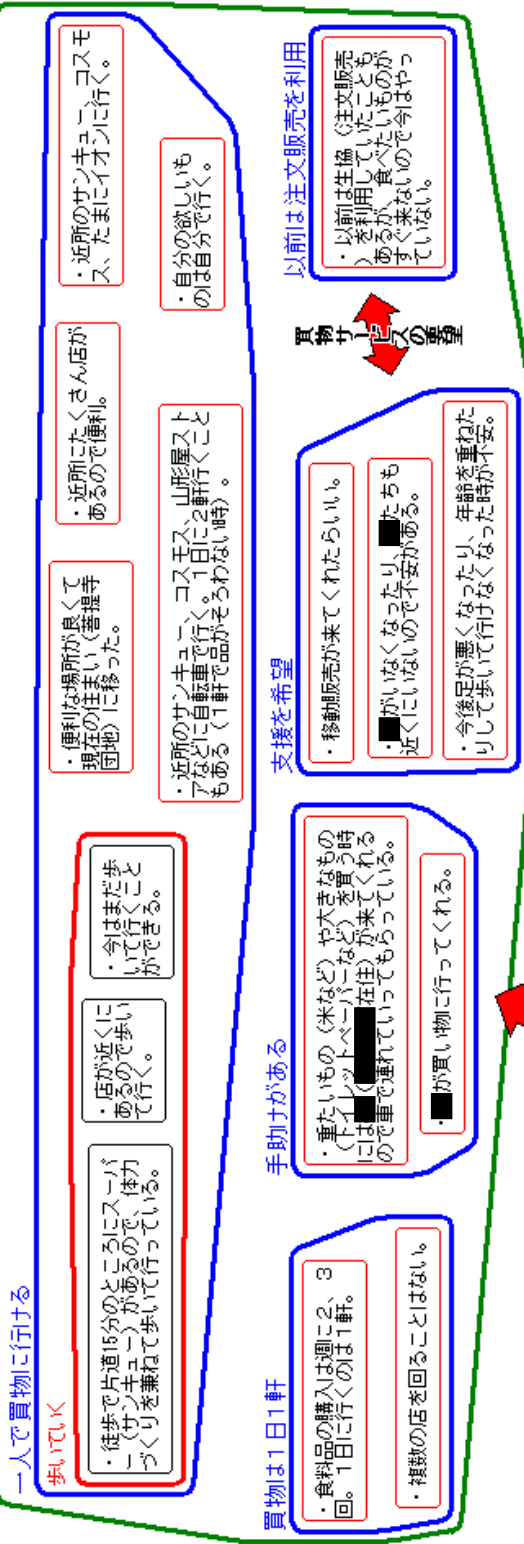 一人で買物に行ける
歩いていく
・徒歩で片道15分のところにスーパ
ー（サンキュー）があるので、体力
づくりを兼ねて歩いて行っている。
・店が近くに
あるので歩い
て行く。
・今はまだ歩
いて行くこと
ができる。
・便利な場所が良くて
現在の住まい（菩提寺
団地）に移った。
・近所にたくさん店が
あるので便利。
・近所のサンキュー、コスモ
ス、たまにイオンに行く。
・近所のサンキュー、コスモス、山形屋スト
アなどに自転車で行く。1日に2軒行くこと
もある（1軒で品がそろわない時）。
・自分の欲しいも
のは自分で行く。
買物は1日1軒
・食料品の購入は週に2、3
回。1日に行くのは1軒。
・複数の店を回ることはない。
手助けがある
・重たいもの（米など）や大きなもの
（トイレットペーパーなど）を買う時
には（在住）が来てくれる
ので車で連れていってもらっている。
・が買い物に行ってくれる。
支援を希望
・移動販売が来てくれたらいい。
・がいなくなったり、たちも
近くにいないので不安がある。
・今後足が悪くなったり、年齢を重ねた
りして歩いて行けなくなった時が不安。
買物サービスの要望
以前は注文販売を利用
・以前は生協（注文販売
）を利用していたことも
あるが、食べたいものが
すぐ来ないので今はやっ
ていない。